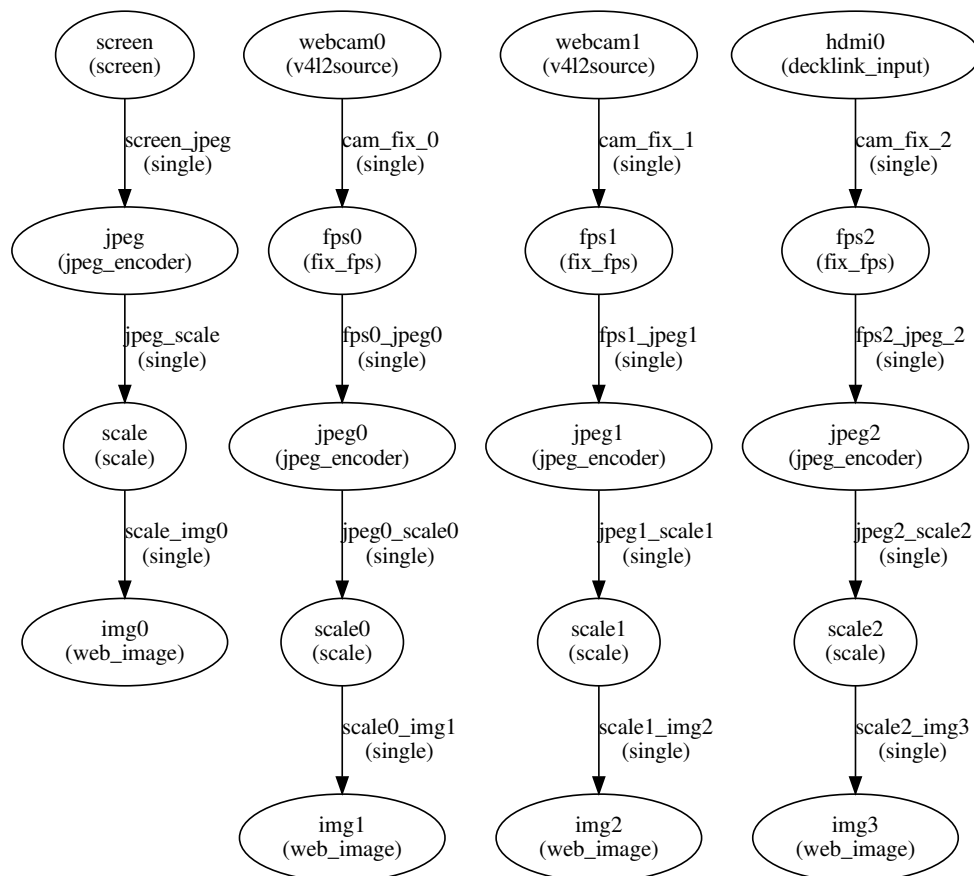 screen
(screen)
webcam0
(v4l2source)
webcam1
(v4l2source)
hdmi0
(decklink_input)
screen_jpeg
(single)
cam_fix_0
(single)
cam_fix_1
(single)
cam_fix_2
(single)
jpeg
(jpeg_encoder)
fps0
(fix_fps)
fps1
(fix_fps)
fps2
(fix_fps)
jpeg_scale
(single)
fps0_jpeg0
(single)
fps1_jpeg1
(single)
fps2_jpeg_2
(single)
scale
(scale)
jpeg0
(jpeg_encoder)
jpeg1
(jpeg_encoder)
jpeg2
(jpeg_encoder)
scale_img0
(single)
jpeg0_scale0
(single)
jpeg1_scale1
(single)
jpeg2_scale2
(single)
img0
(web_image)
scale0
(scale)
scale1
(scale)
scale2
(scale)
scale0_img1
(single)
scale1_img2
(single)
scale2_img3
(single)
img1
(web_image)
img2
(web_image)
img3
(web_image)